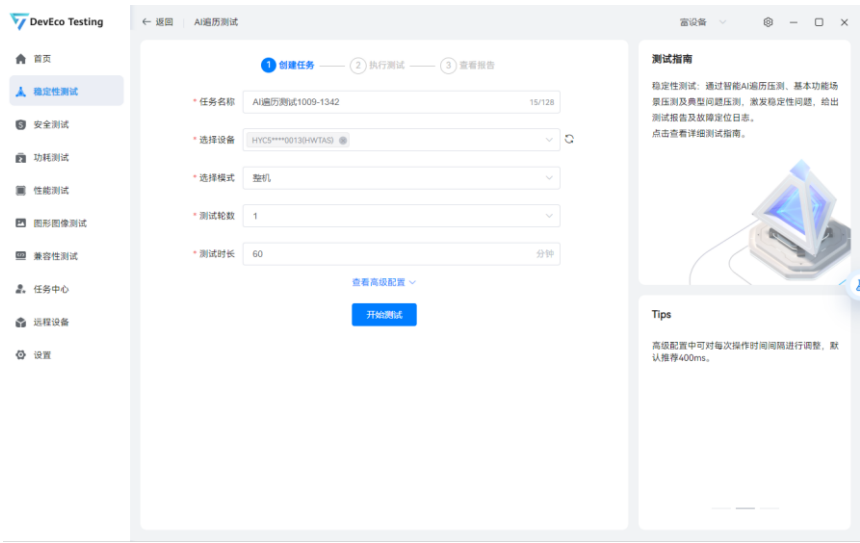 DevEco Testing
← 返回 | AI遍历测试
富设备
首页
稳定性测试
安全测试
功耗测试
性能测试
图形图像测试
兼容性测试
任务中心
远程设备
设置
1 创建任务 2 执行测试 3 查看报告
* 任务名称 AI遍历测试1009-1342 15/128
* 选择设备 HYC5****0013(HWTAS)
* 选择模式 整机
* 测试轮数 1
* 测试时长 60 分钟
查看高级配置
开始测试
测试指南
稳定性测试：通过智能AI遍历压测、基本功能场
景压测及典型问题压测，激发稳定性问题，给出
测试报告及故障定位日志。
点击查看详细测试指南。
Tips
高级配置中可对每次操作时间间隔进行调整，默
认推荐400ms。